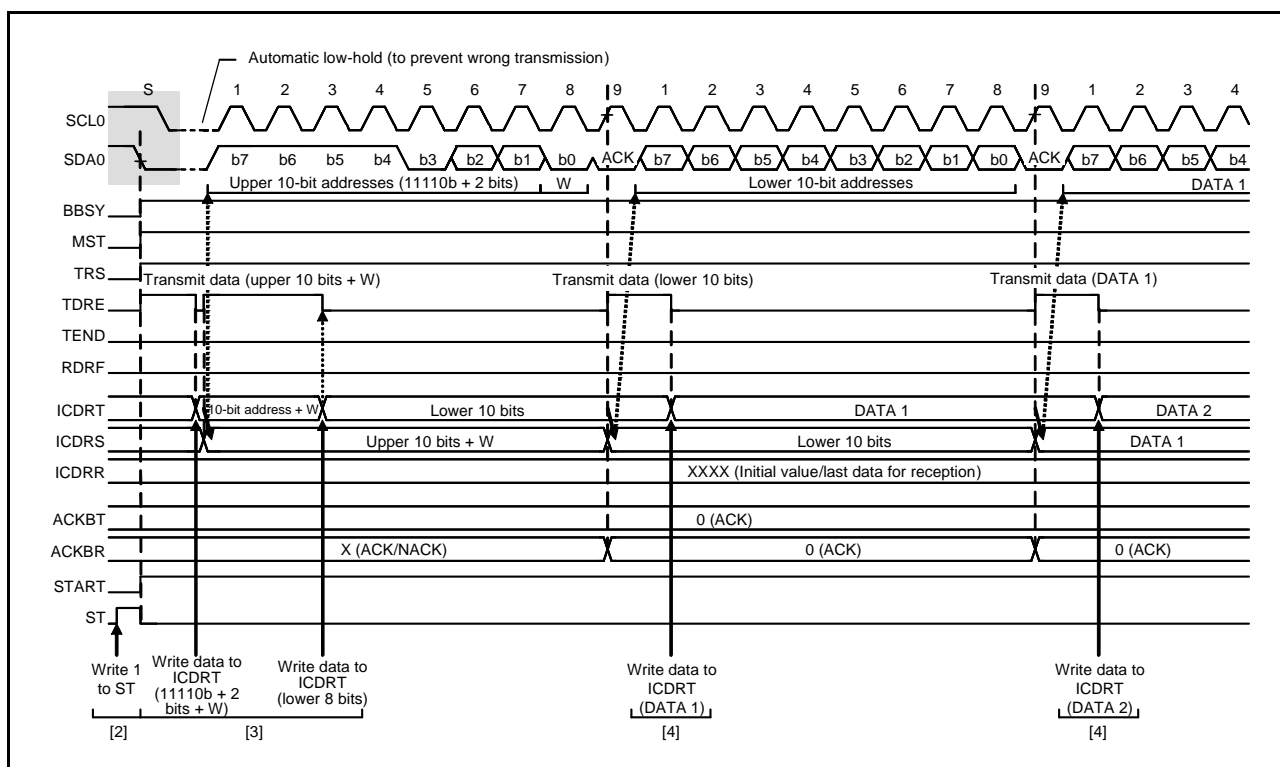 Automatic low-hold (to prevent wrong transmission)
S 1 2 3 4 5 6 7 8 9 1 2 3 4 5 6 7 8 9 1 2 3 4
SCL0
SDA0 b7 b6 b5 b4 b3 b2 b1 b0 ACK b7 b6 b5 b4 b3 b2 b1 b0 ACK b7 b6 b5 b4
Upper 10-bit addresses (11110b + 2 bits) W Lower 10-bit addresses DATA 1
BBSY
MST
TRS
Transmit data (upper 10 bits + W) Transmit data (lower 10 bits) Transmit data (DATA 1)
TDRE
TEND
RDRF
ICDRT 10-bit address + W Lower 10 bits DATA 1 DATA 2
ICDRS Upper 10 bits + W Lower 10 bits DATA 1
ICDRR XXXX (Initial value/last data for reception)
ACKBT 0 (ACK)
ACKBR X (ACK/NACK) 0 (ACK) 0 (ACK)
START
ST
Write 1
to ST
Write data to
ICDRT
(11110b + 2
bits + W)
Write data to
ICDRT
(lower 8 bits)
Write data to
ICDRT
(DATA 1)
Write data to
ICDRT
(DATA 2)
[2] [3] [4] [4]